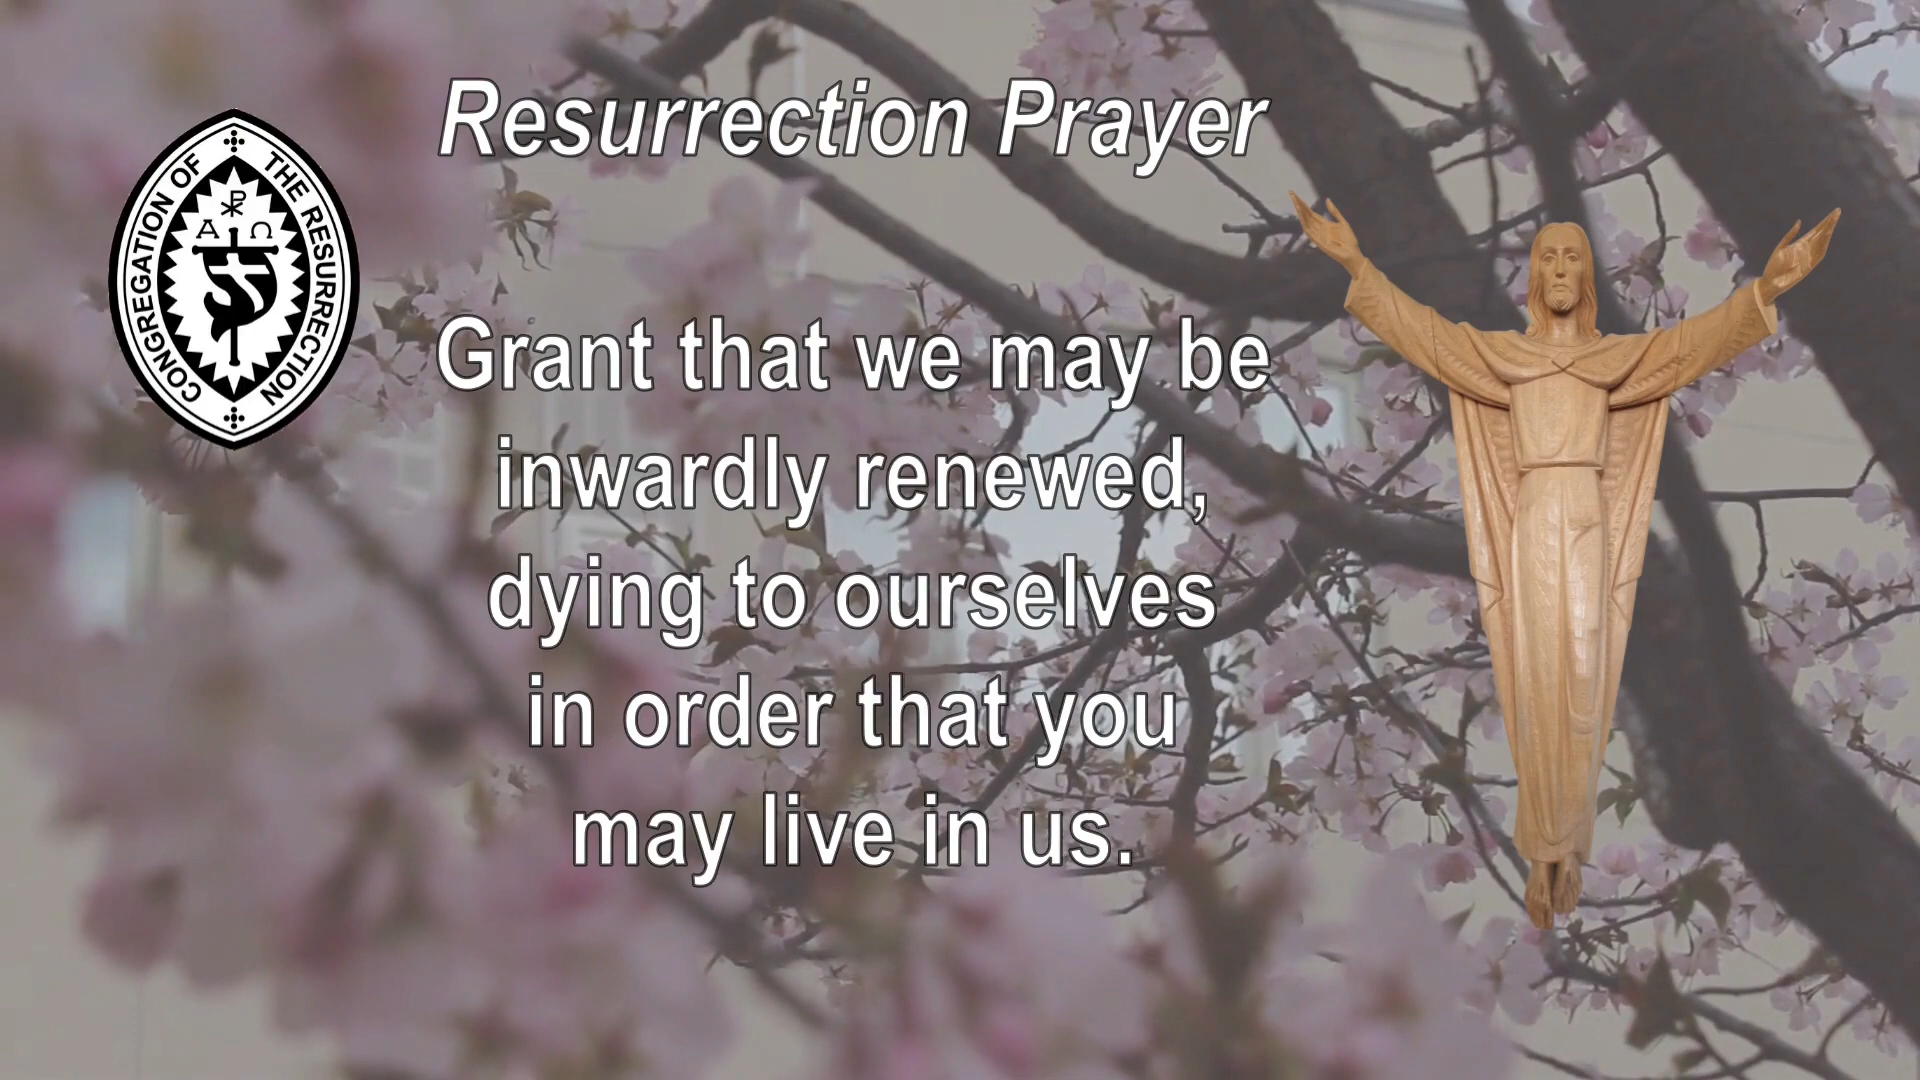 Resurrection Prayer
CONGREGATION OF THE RESURRECTION
Α Ω
Grant that we may be
inwardly renewed,
dying to ourselves
in order that you
may live in us.